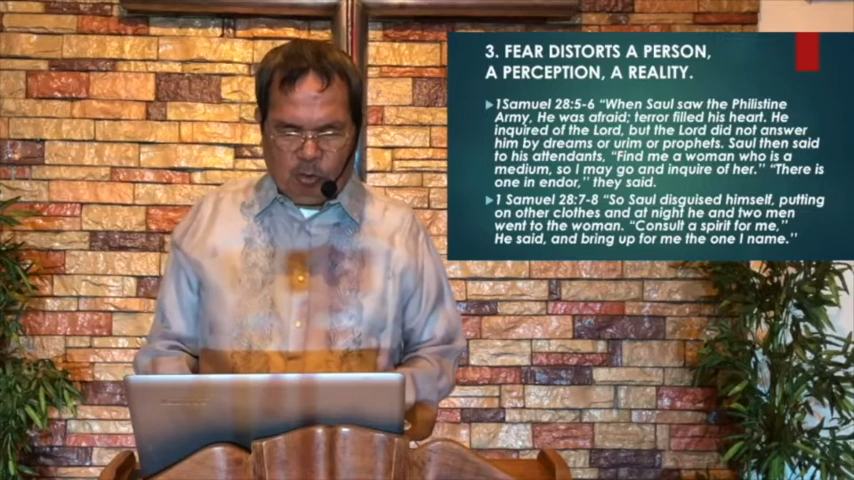 3. FEAR DISTORTS A PERSON,
A PERCEPTION, A REALITY.
1Samuel 28:5-6 “When Saul saw the Philistine
Army, He was afraid; terror filled his heart. He
inquired of the Lord, but the Lord did not answer
him by dreams or urim or prophets. Saul then said
to his attendants, “Find me a woman who is a
medium, so I may go and inquire of her.” “There is
one in endor,” they said.
1 Samuel 28:7-8 “So Saul disguised himself, putting
on other clothes and at night he and two men
went to the woman. “Consult a spirit for me,”
He said, and bring up for me the one I name.”